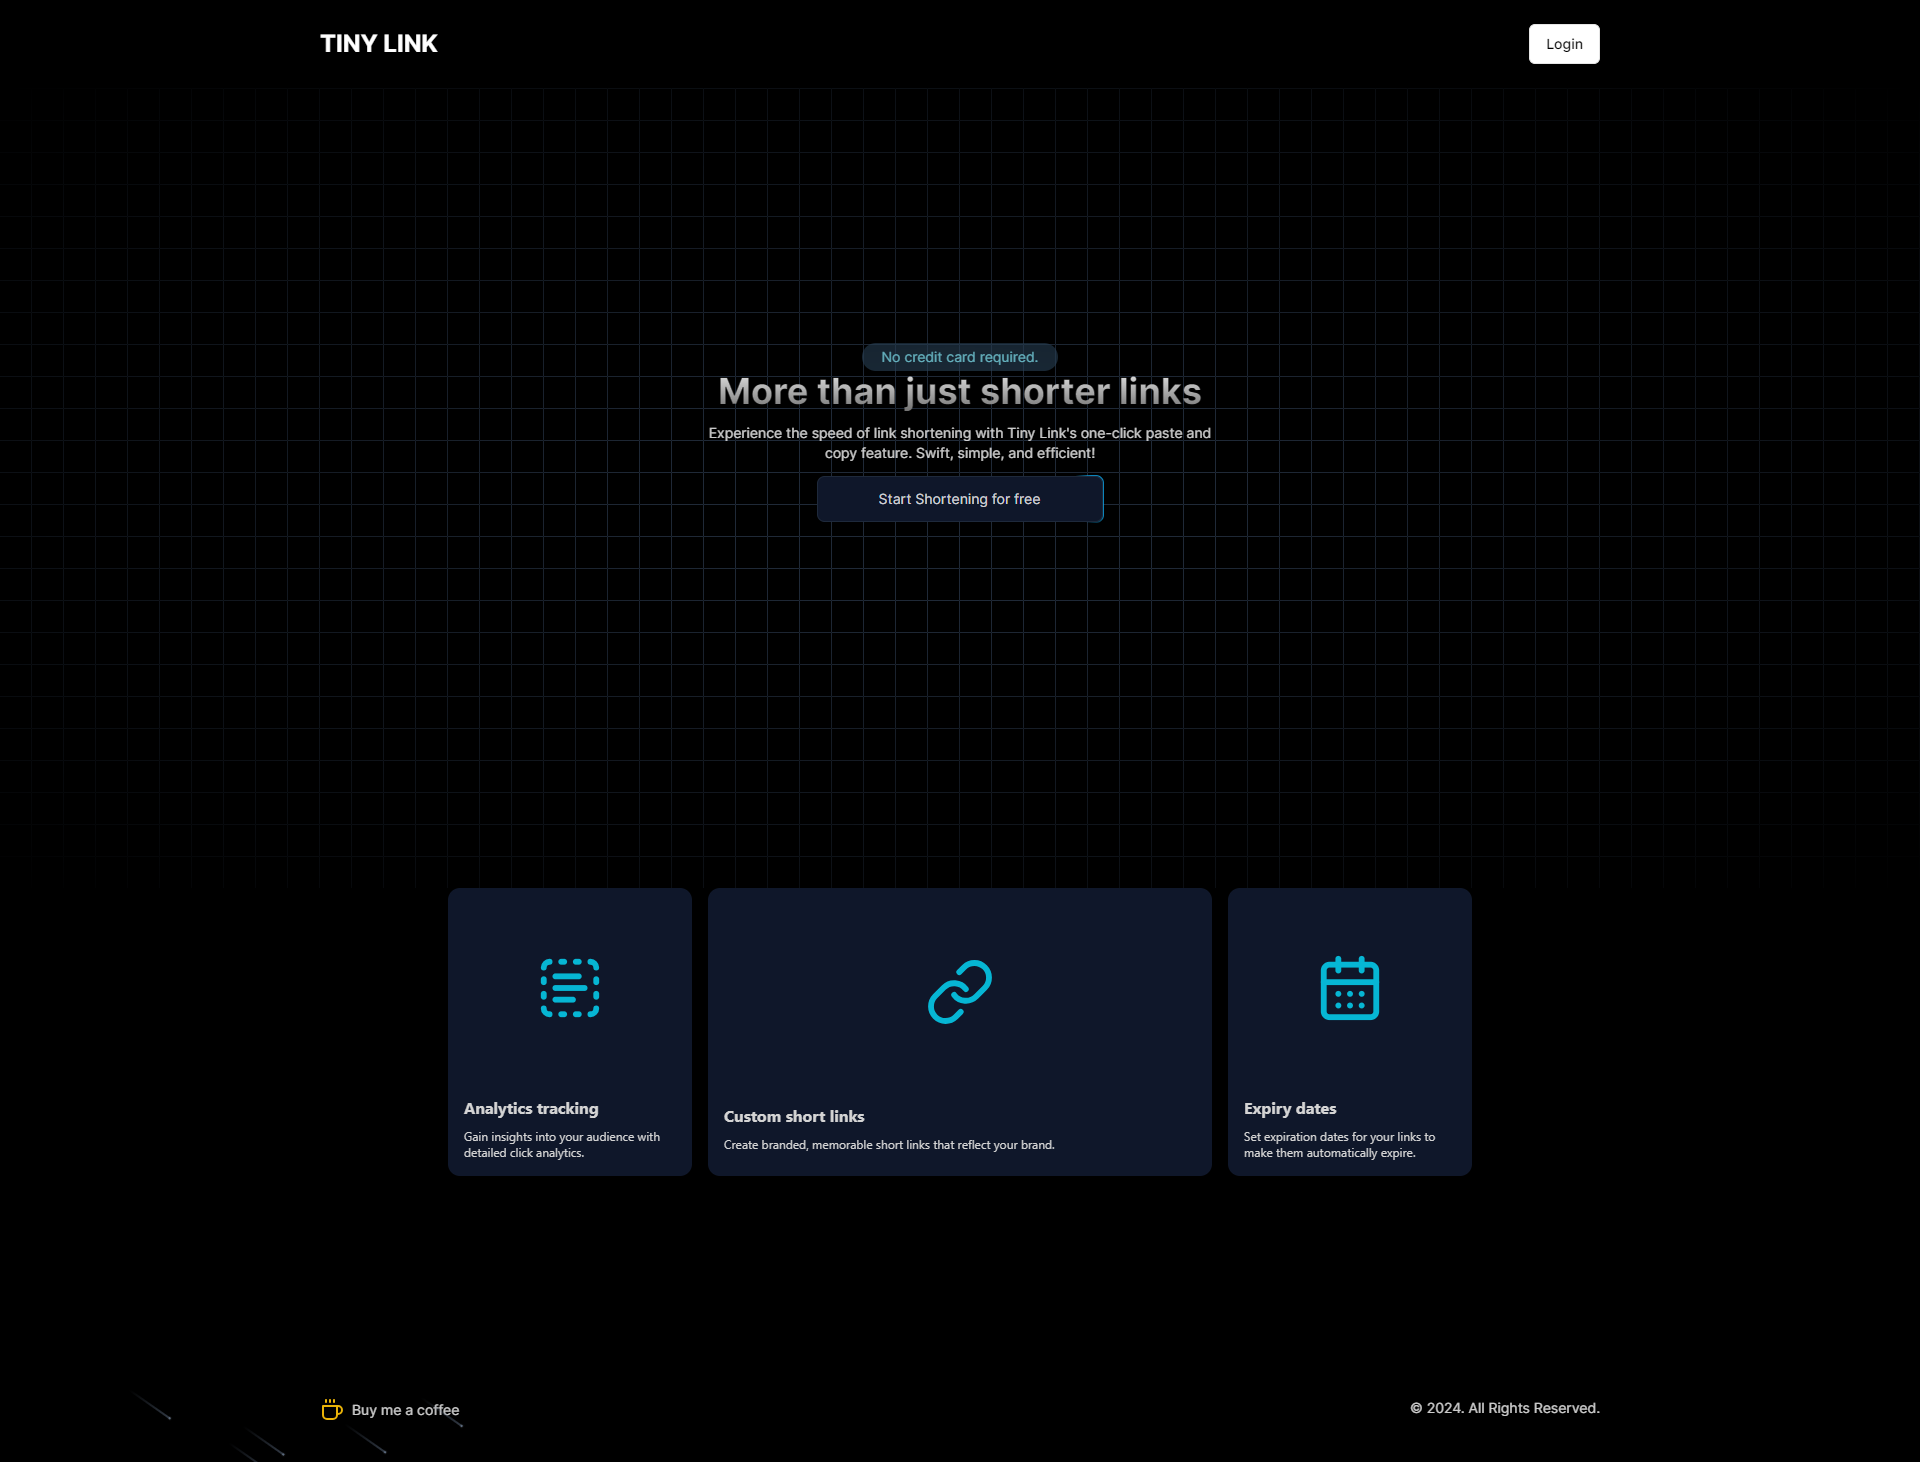 TINY LINK
Login
No credit card required.
More than just shorter links
Experience the speed of link shortening with Tiny Link's one-click paste and
copy feature. Swift, simple, and efficient!
Start Shortening for free
Analytics tracking
Gain insights into your audience with
detailed click analytics.
Custom short links
Create branded, memorable short links that reflect your brand.
Expiry dates
Set expiration dates for your links to
make them automatically expire.
Buy me a coffee
© 2024. All Rights Reserved.